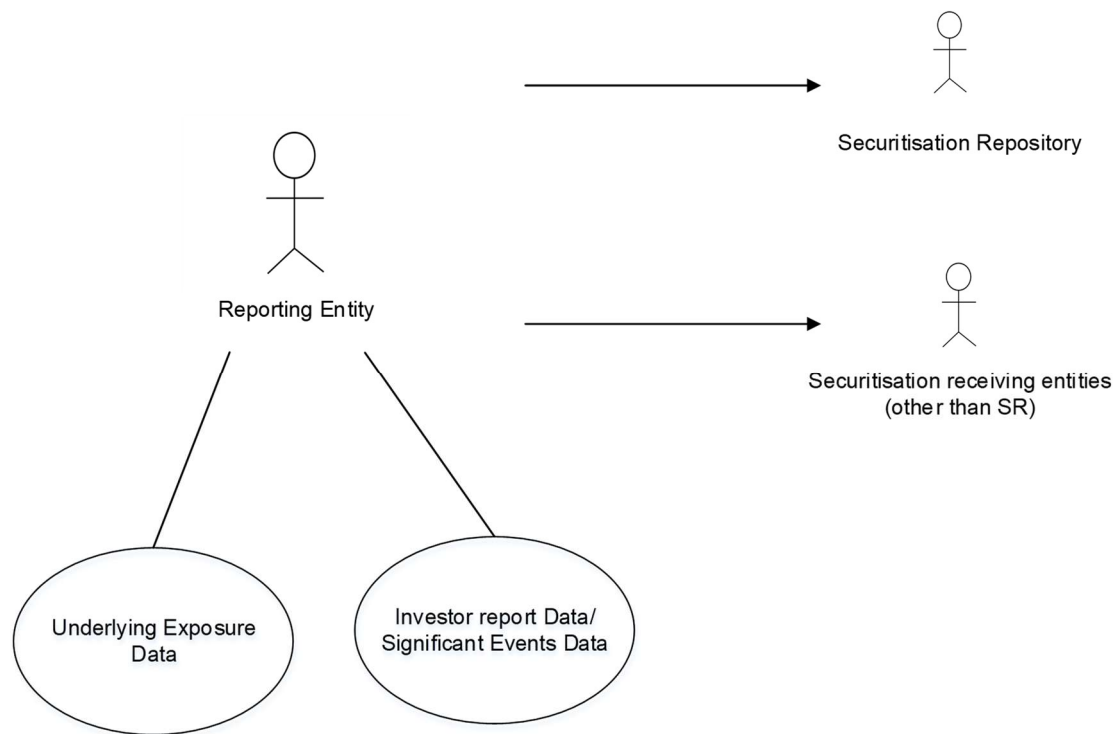 Securitisation Repository
Reporting Entity
Securitisation receiving entities
(other than SR)
Underlying Exposure
Data
Investor report Data/
Significant Events Data